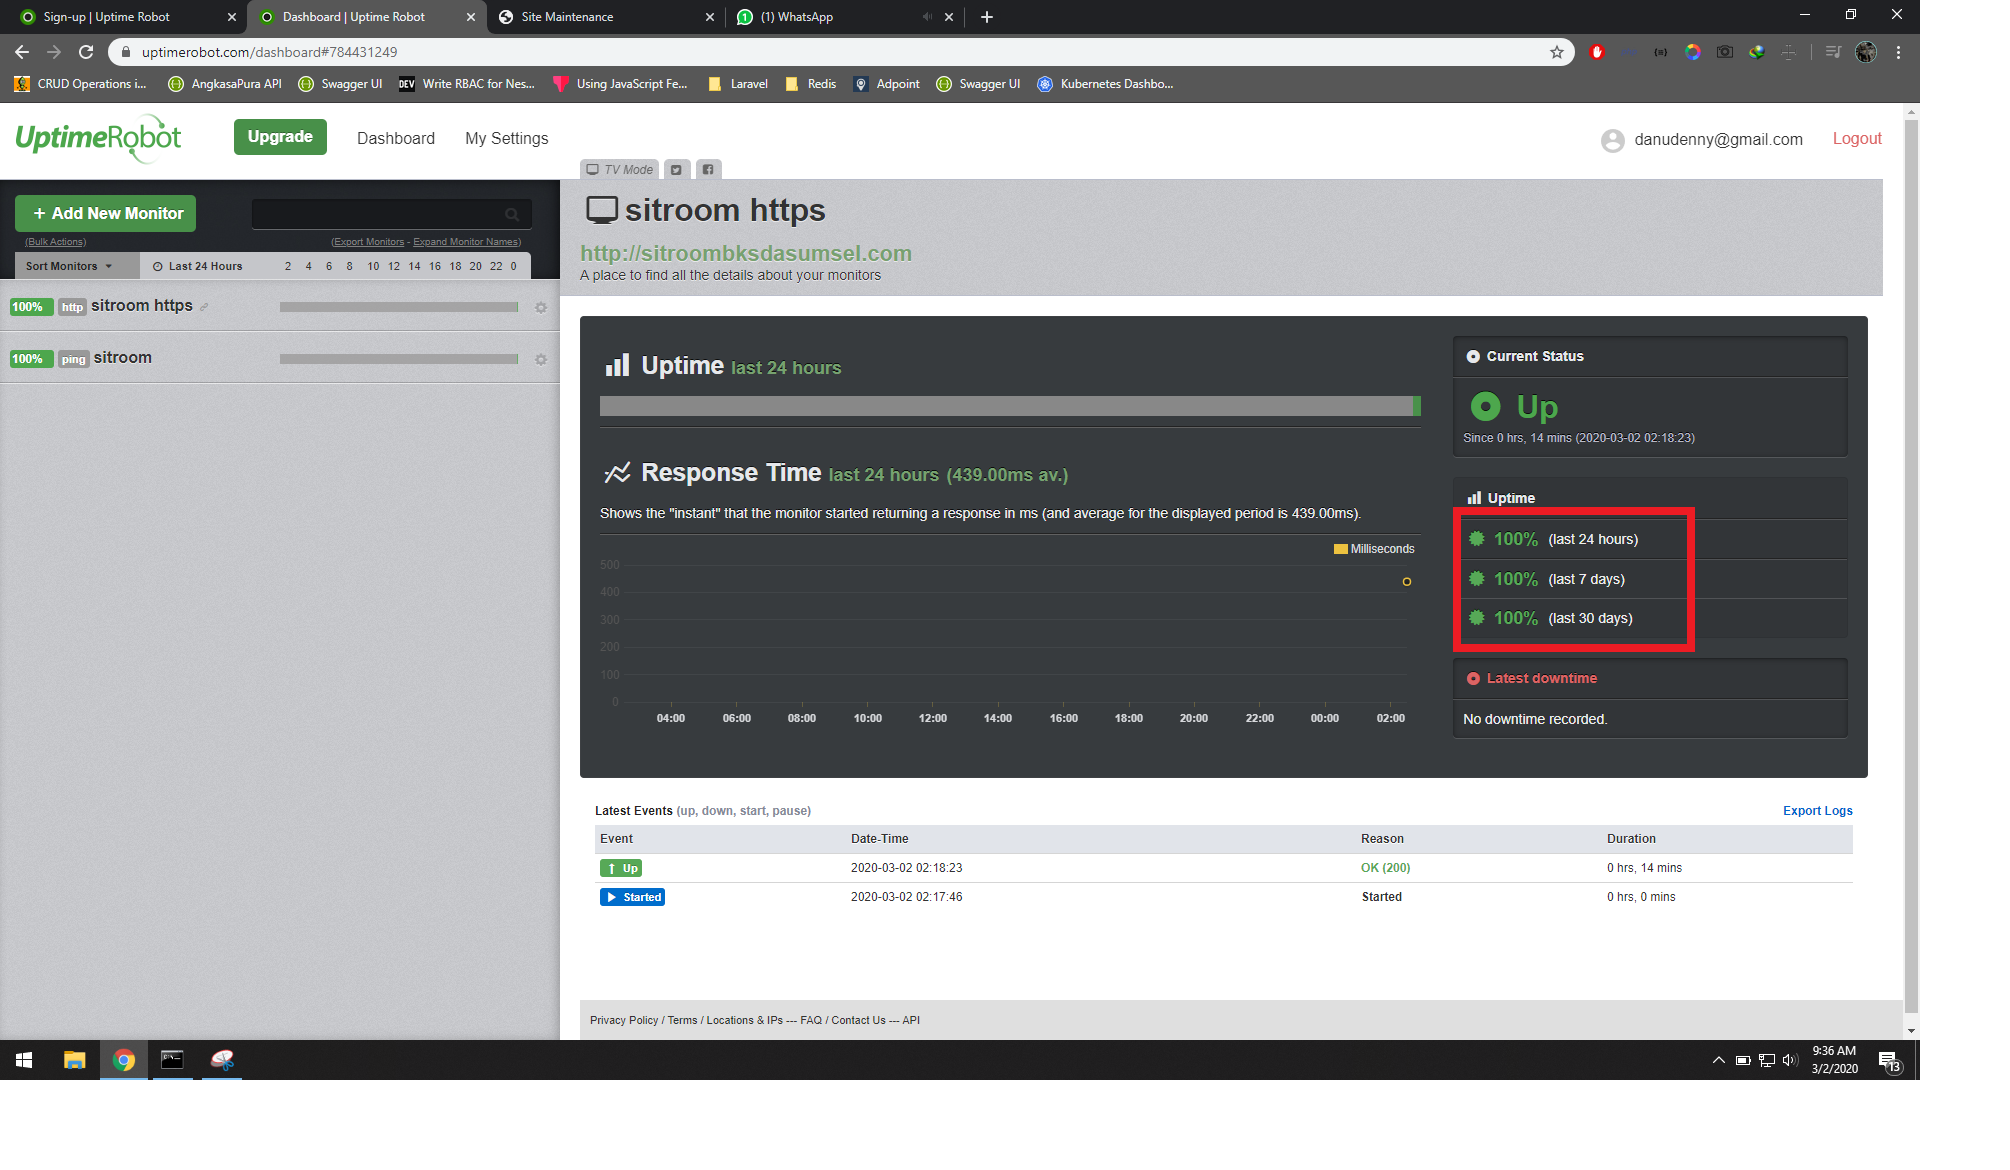 Sign-up | Uptime Robot
Dashboard | Uptime Robot
Site Maintenance
(1) WhatsApp
uptimerobot.com/dashboard#784431249
CRUD Operations i...
AngkasaPura API
Swagger UI
DEV Write RBAC for Nes...
Using JavaScript Fe...
Laravel
Redis
Adpoint
Swagger UI
Kubernetes Dashbo...
UptimeRobot
Upgrade
Dashboard
My Settings
danudenny@gmail.com
Logout
TV Mode
+ Add New Monitor
(Bulk Actions)
(Export Monitors - Expand Monitor Names)
Sort Monitors
Last 24 Hours
2 4 6 8 10 12 14 16 18 20 22 0
100% http sitroom https
100% ping sitroom
sitroom https
http://sitroombksdasumsel.com
A place to find all the details about your monitors
Uptime last 24 hours
Response Time last 24 hours (439.00ms av.)
Shows the "instant" that the monitor started returning a response in ms (and average for the displayed period is 439.00ms).
Milliseconds
500
400
300
200
100
0
04:00 06:00 08:00 10:00 12:00 14:00 16:00 18:00 20:00 22:00 00:00 02:00
Current Status
Up
Since 0 hrs, 14 mins (2020-03-02 02:18:23)
Uptime
100% (last 24 hours)
100% (last 7 days)
100% (last 30 days)
Latest downtime
No downtime recorded.
Latest Events (up, down, start, pause)
Export Logs
Event Date-Time Reason Duration
Up 2020-03-02 02:18:23 OK (200) 0 hrs, 14 mins
Started 2020-03-02 02:17:46 Started 0 hrs, 0 mins
Privacy Policy / Terms / Locations & IPs --- FAQ / Contact Us --- API
9:36 AM
3/2/2020
13